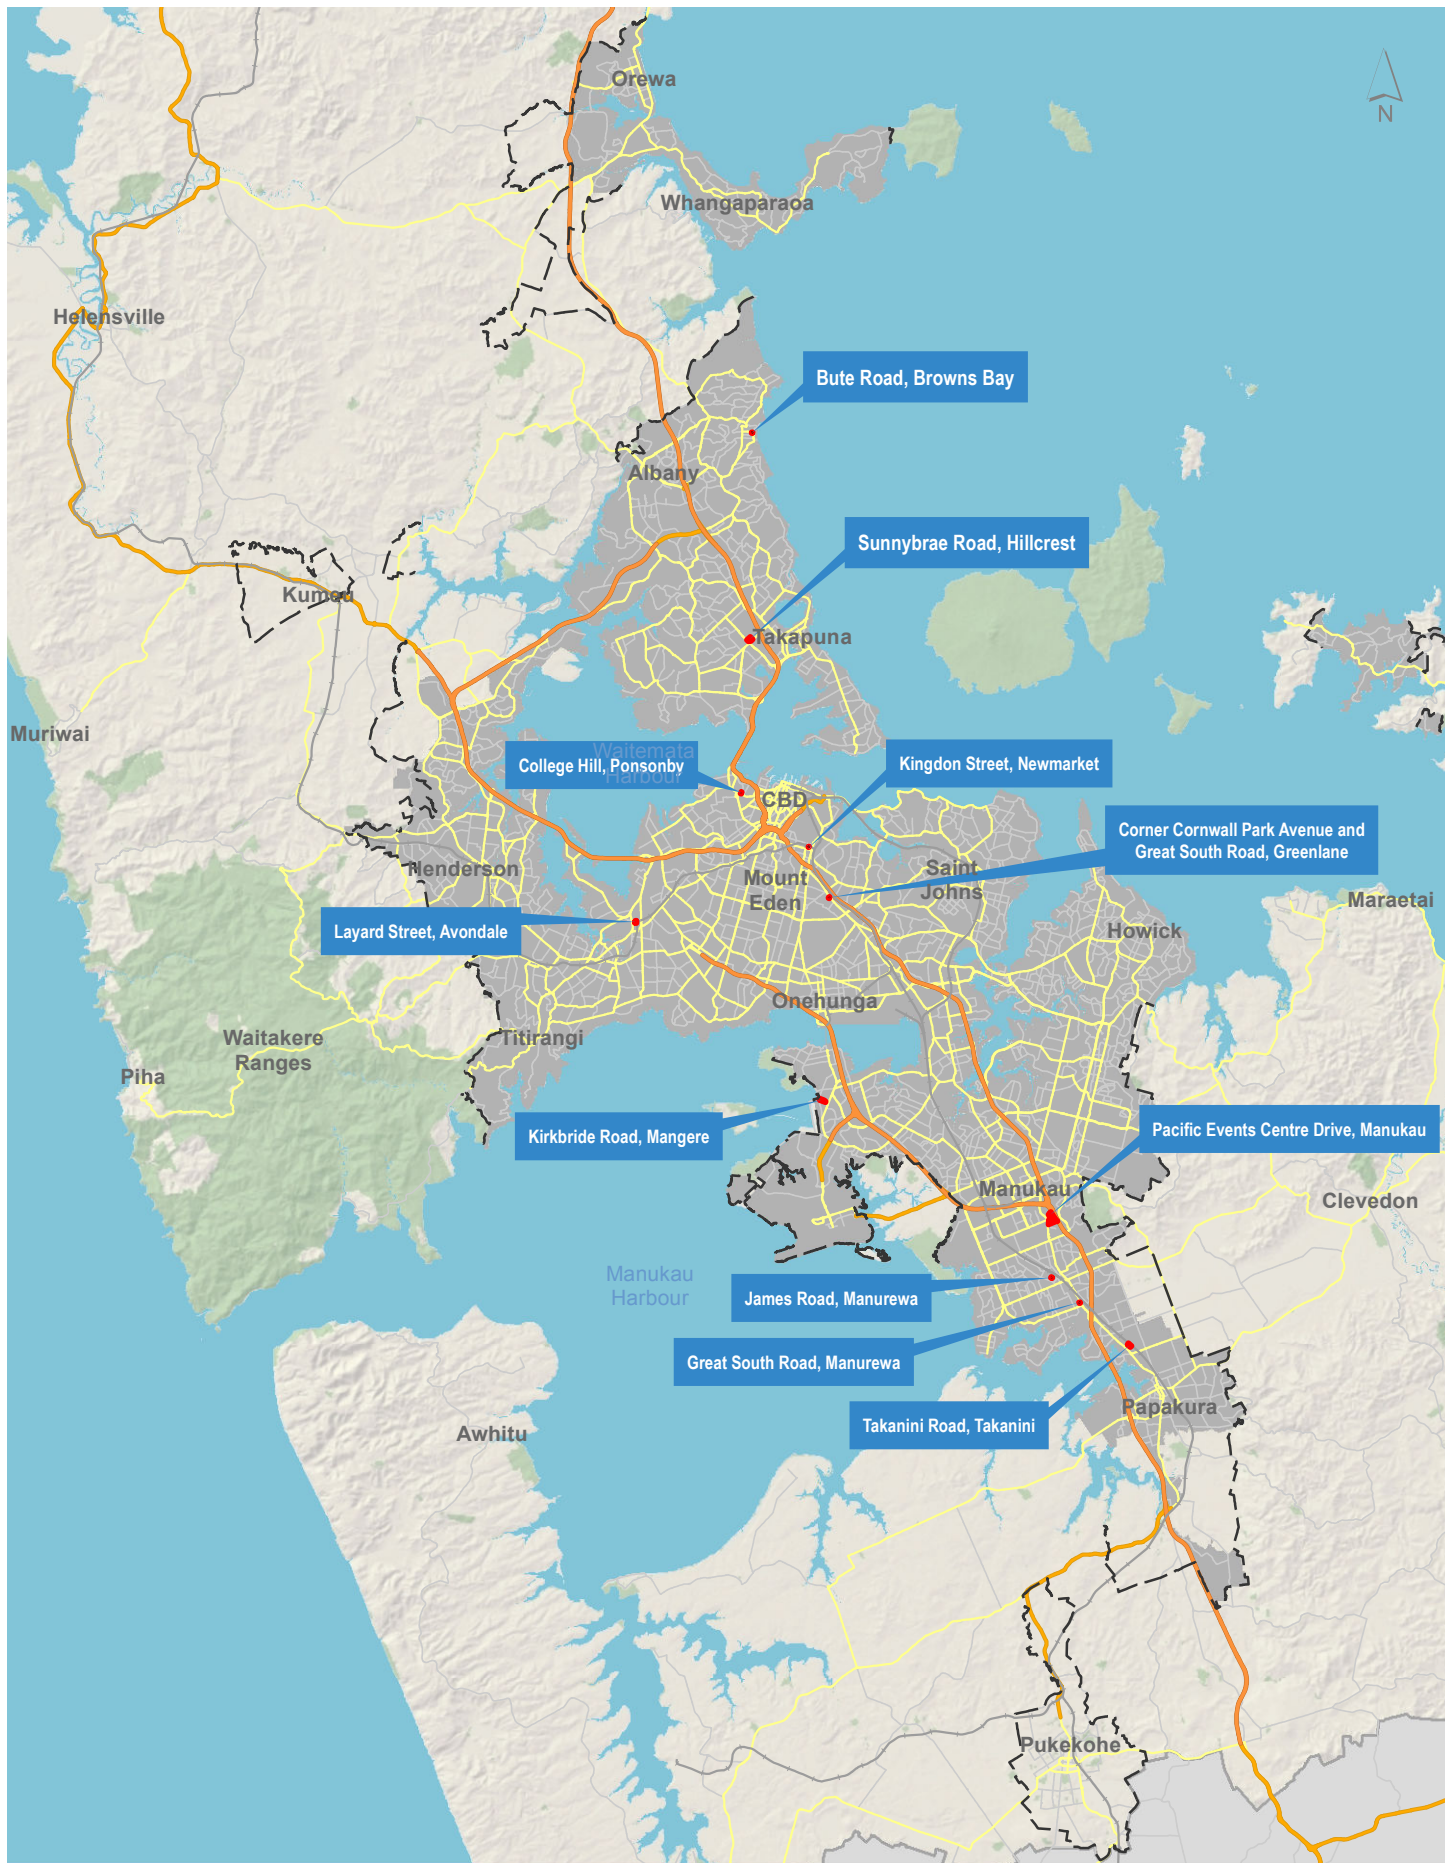 Orewa
N
Whangaparaoa
Helensville
Bute Road, Browns Bay
Albany
Sunnybrae Road, Hillcrest
Kumeu
Takapuna
Muriwai
Waitemata
Harbour
College Hill, Ponsonby
Kingdon Street, Newmarket
CBD
Corner Cornwall Park Avenue and
Great South Road, Greenlane
Henderson
Mount
Eden
Saint
Johns
Maraetai
Layard Street, Avondale
Howick
Onehunga
Waitakere
Ranges
Titirangi
Piha
Kirkbride Road, Mangere
Pacific Events Centre Drive, Manukau
Manukau
Clevedon
Manukau
Harbour
James Road, Manurewa
Great South Road, Manurewa
Papakura
Takanini Road, Takanini
Awhitu
Pukekohe